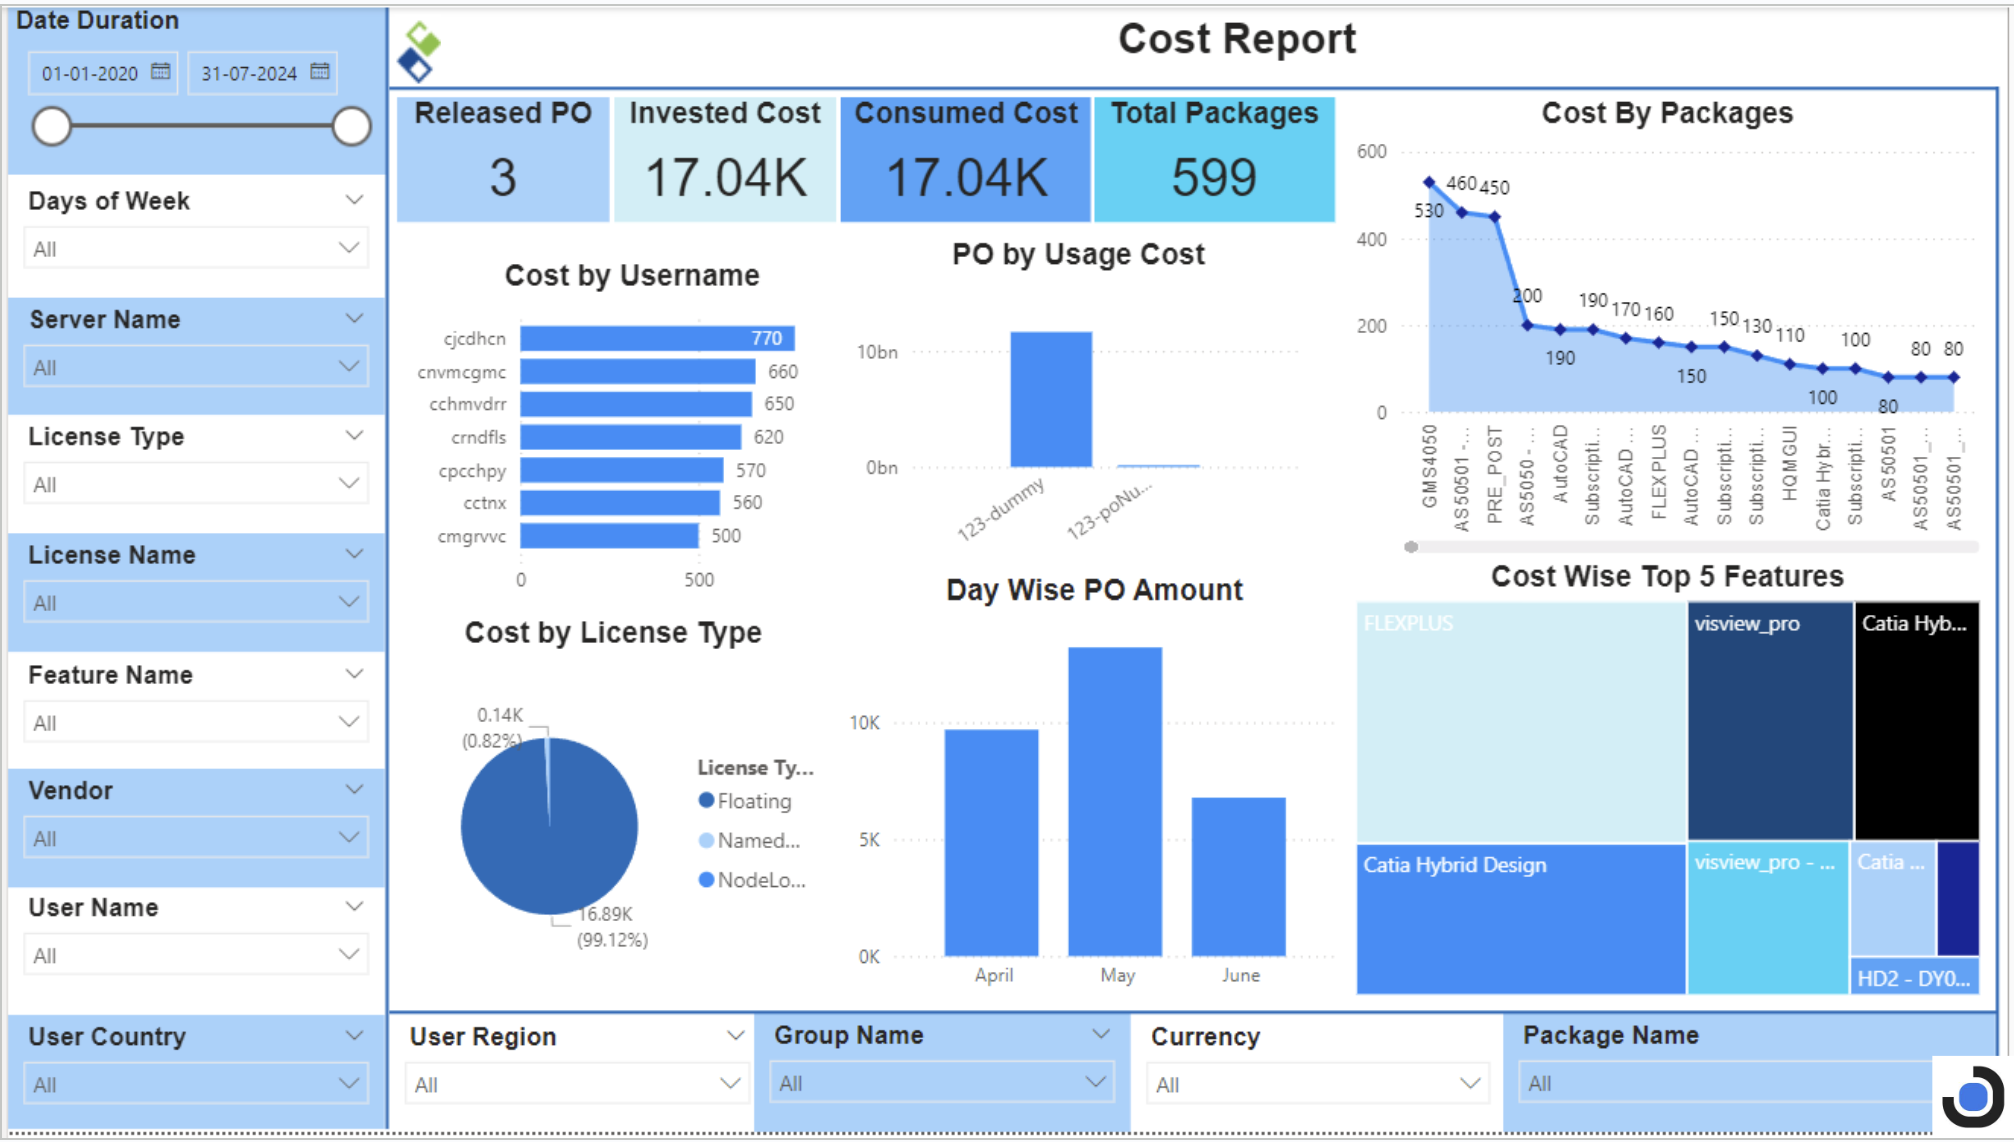 Date Duration
01-01-2020
31-07-2024
Days of Week
All
Server Name
All
License Type
All
License Name
All
Feature Name
All
Vendor
All
User Name
All
User Country
All
Cost Report
Released PO
3
Invested Cost
17.04K
Consumed Cost
17.04K
Total Packages
599
Cost by Username
cjcdhcn 770
cnvmcgmc 660
cchmvdrr 650
crndfls 620
cpcchpy 570
cctnx 560
cmgrvvc 500
0 500
Cost by License Type
0.14K
(0.82%)
16.89K
(99.12%)
License Ty...
Floating
Named...
NodeLo...
PO by Usage Cost
10bn
0bn
123-dummy
123-poNu...
Day Wise PO Amount
10K
5K
0K
April May June
Cost By Packages
600
400
200
0
530
460
450
200
190
190
170
160
150
150
130
110
100
100
80
80
80
GMS4050
AS50501 -...
PRE_POST
AS5050 - ...
AutoCAD
Subscripti...
AutoCAD ...
FLEXPLUS
AutoCAD ...
Subscripti...
Subscripti...
HQMGUI
Catia Hybr...
Subscripti...
AS50501
AS50501_...
AS50501_...
Cost Wise Top 5 Features
FLEXPLUS
visview_pro
Catia Hyb...
Catia Hybrid Design
visview_pro - ...
Catia ...
HD2 - DY0...
User Region
All
Group Name
All
Currency
All
Package Name
All